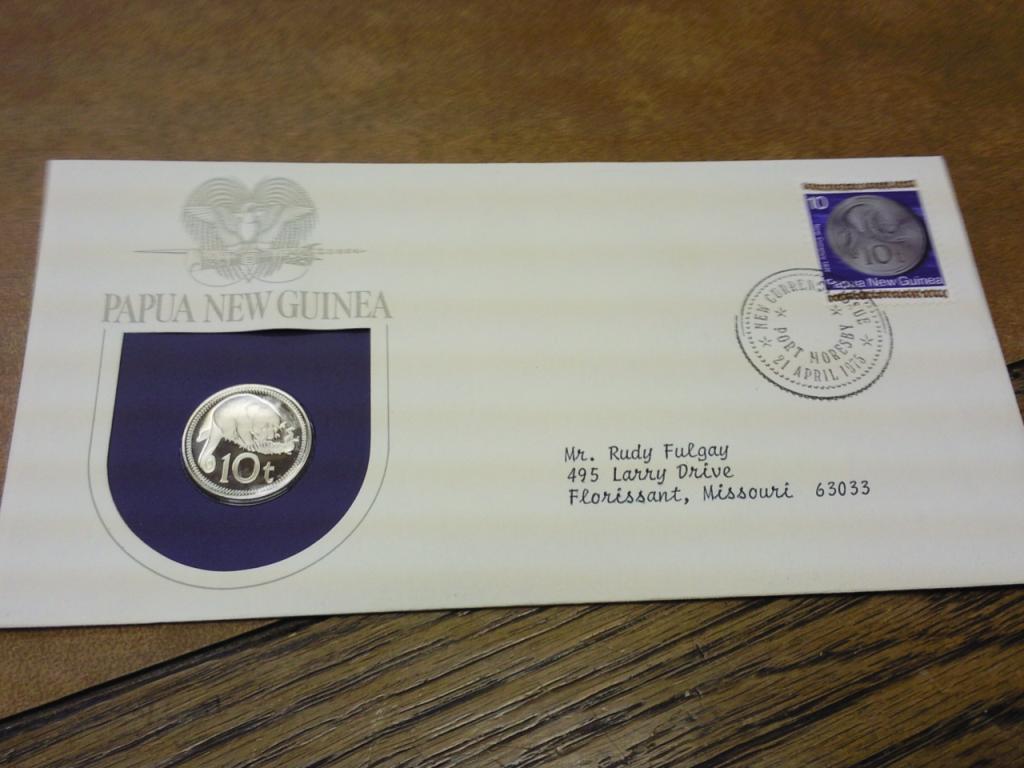 PAPUA NEW GUINEA
10t
10
10t
Papua New Guinea
NEW CURRENCY ISSUE
PORT MORESBY
21 APRIL 1975
Mr. Rudy Fulgay
495 Larry Drive
Florissant, Missouri 63033